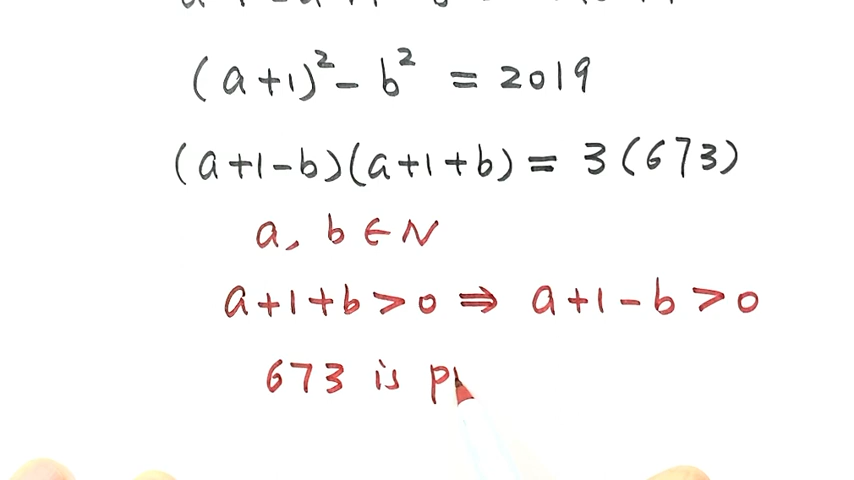 (a+1)² - b² = 2019
(a+1-b)(a+1+b) = 3(673)
a, b ∈ N
a+1+b > 0 ⇒ a+1-b > 0
673 is